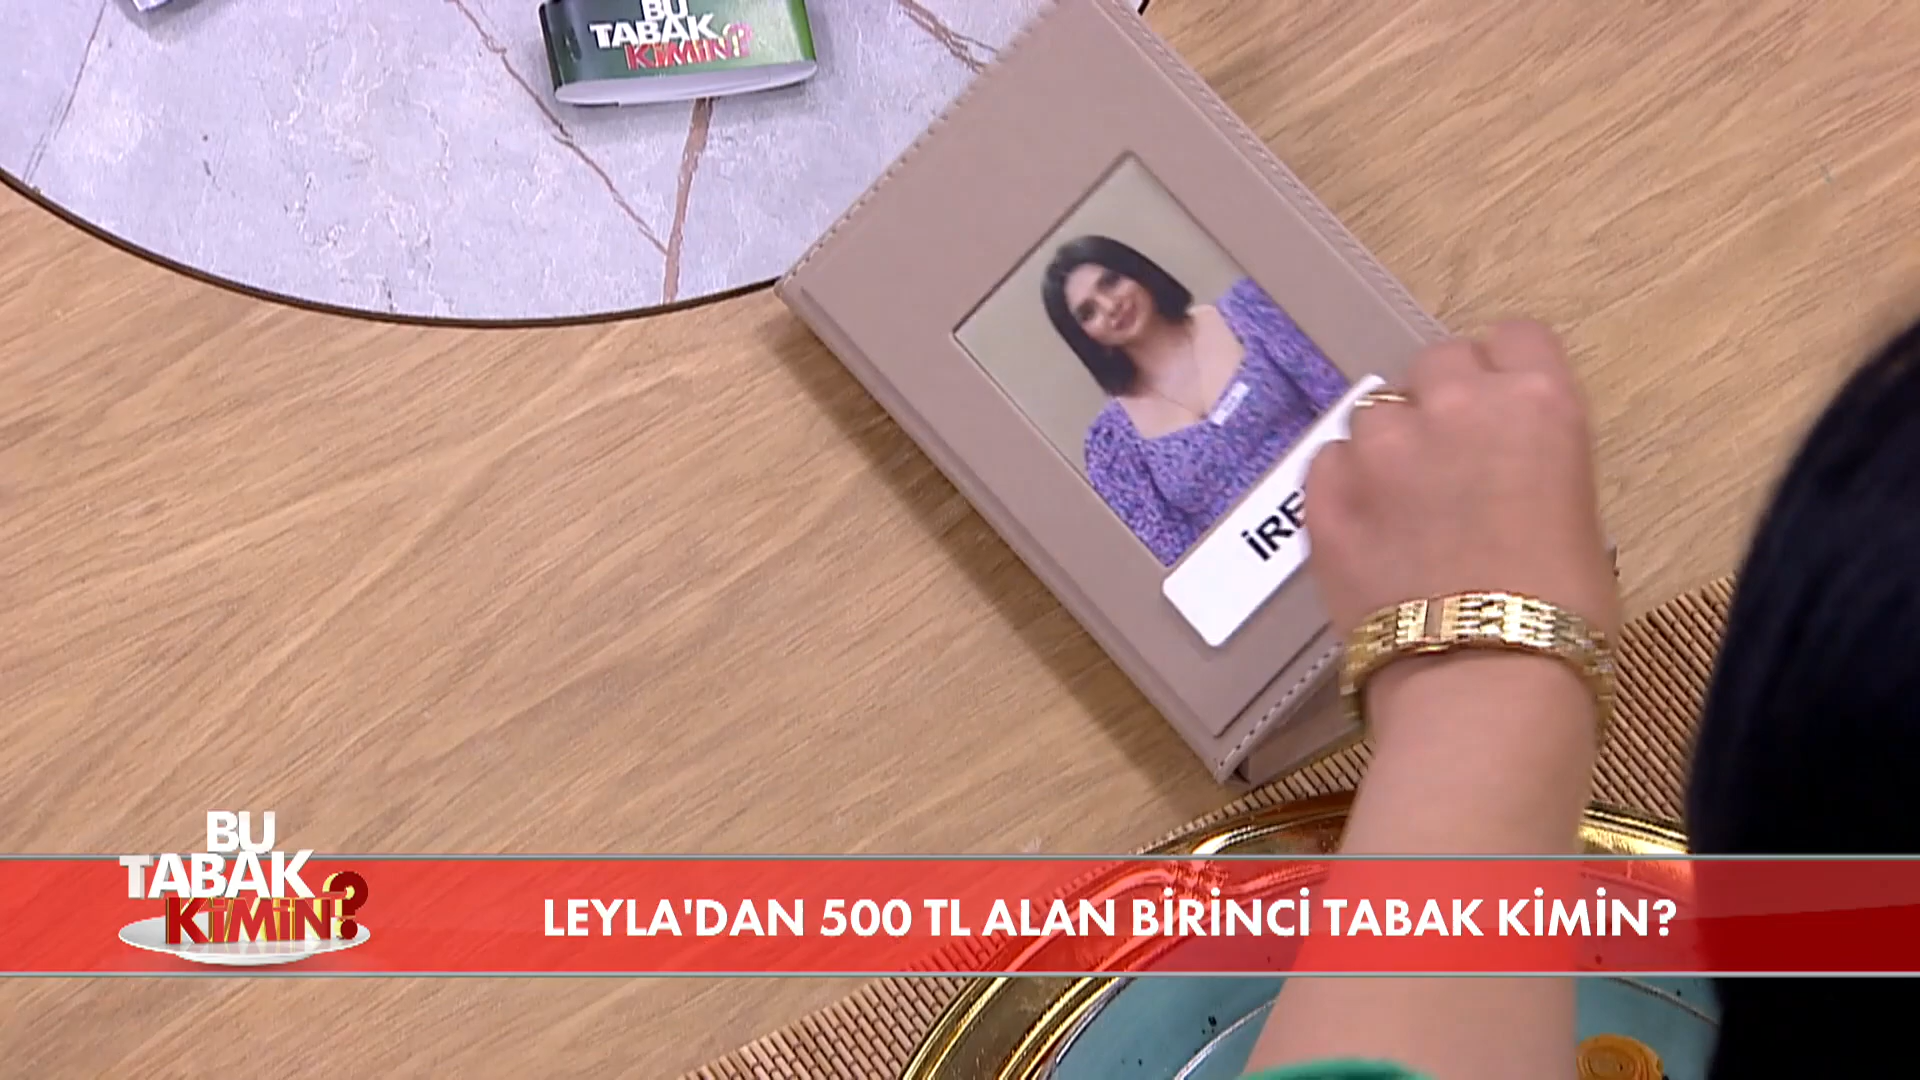 BU
TABAK
KİMİN?
BU
TABAK
KİMİN?
LEYLA'DAN 500 TL ALAN BİRİNCİ TABAK KİMİN?